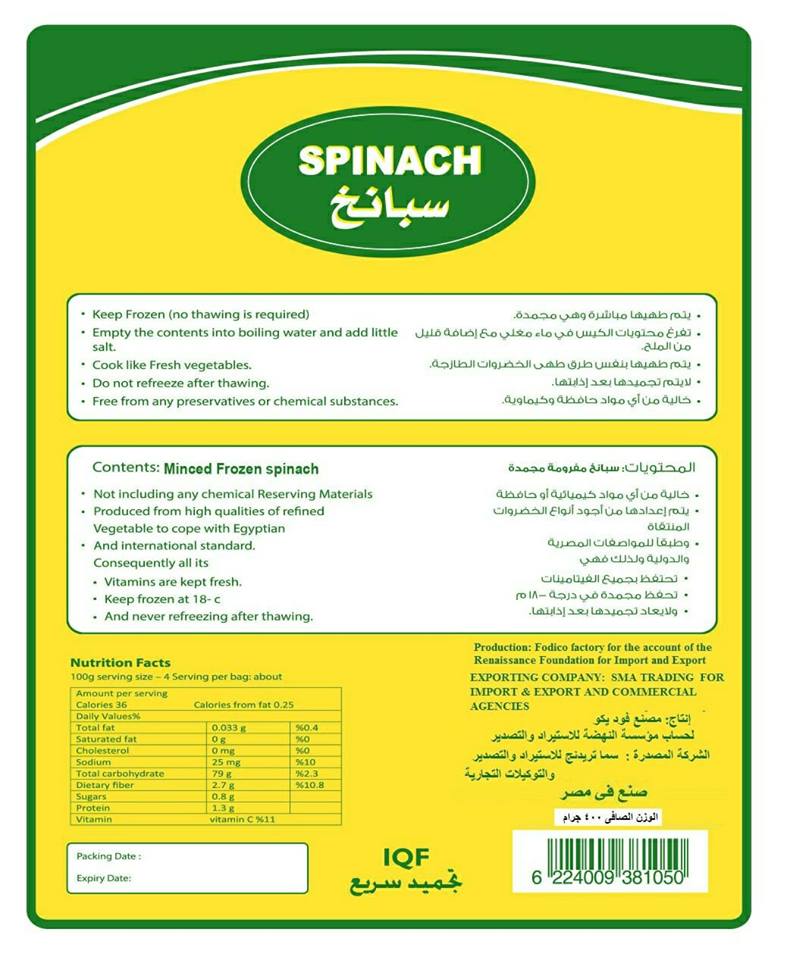 SPINACH
سبانخ
• Keep Frozen (no thawing is required)
• Empty the contents into boiling water and add little
salt.
• Cook like Fresh vegetables.
• Do not refreeze after thawing.
• Free from any preservatives or chemical substances.
• يتم طهيها مباشرة وهي مجمدة.
• تفرغ محتويات الكيس في ماء مغلي مع إضافة قليل
من الملح.
• يتم طهيها بنفس طرق طهى الخضروات الطازجة.
• لايتم تجميدها بعد إذابتها.
• خالية من أي مواد حافظة وكيماوية.
Contents: Minced Frozen spinach
• Not including any chemical Reserving Materials
• Produced from high qualities of refined
Vegetable to cope with Egyptian
• And international standard.
Consequently all its
• Vitamins are kept fresh.
• Keep frozen at 18- c
• And never refreezing after thawing.
المحتويات: سبانخ مفرومة مجمدة
• خالية من أي مواد كيميائية أو حافظة
• يتم إعدادها من أجود أنواع الخضروات
المنتقاة
• وطبقاً للمواصفات المصرية
والدولية ولذلك فهي
• تحتفظ بجميع الفيتامينات
• تحفظ مجمدة في درجة -١٨ م
• ولايعاد تجميدها بعد إذابتها.
Nutrition Facts
100g serving size – 4 Serving per bag: about
Amount per serving
Calories 36 Calories from fat 0.25
Daily Values%
Total fat 0.033 g %0.4
Saturated fat 0 g %0
Cholesterol 0 mg %0
Sodium 25 mg %10
Total carbohydrate 79 g %2.3
Dietary fiber 2.7 g %10.8
Sugars 0.8 g
Protein 1.3 g
Vitamin vitamin C %11
Packing Date :
Expiry Date:
Production: Fodico factory for the account of the
Renaissance Foundation for Import and Export
EXPORTING COMPANY: SMA TRADING FOR
IMPORT & EXPORT AND COMMERCIAL
AGENCIES
إنتاج: مصنع فود يكو
لحساب مؤسسة النهضة للاستيراد والتصدير
الشركة المصدرة : سما تريدنج للاستيراد والتصدير
والتوكيلات التجارية
صنع فى مصر
الوزن الصافى ٤٠٠ جرام
IQF
تجميد سريع
6 224009 381050